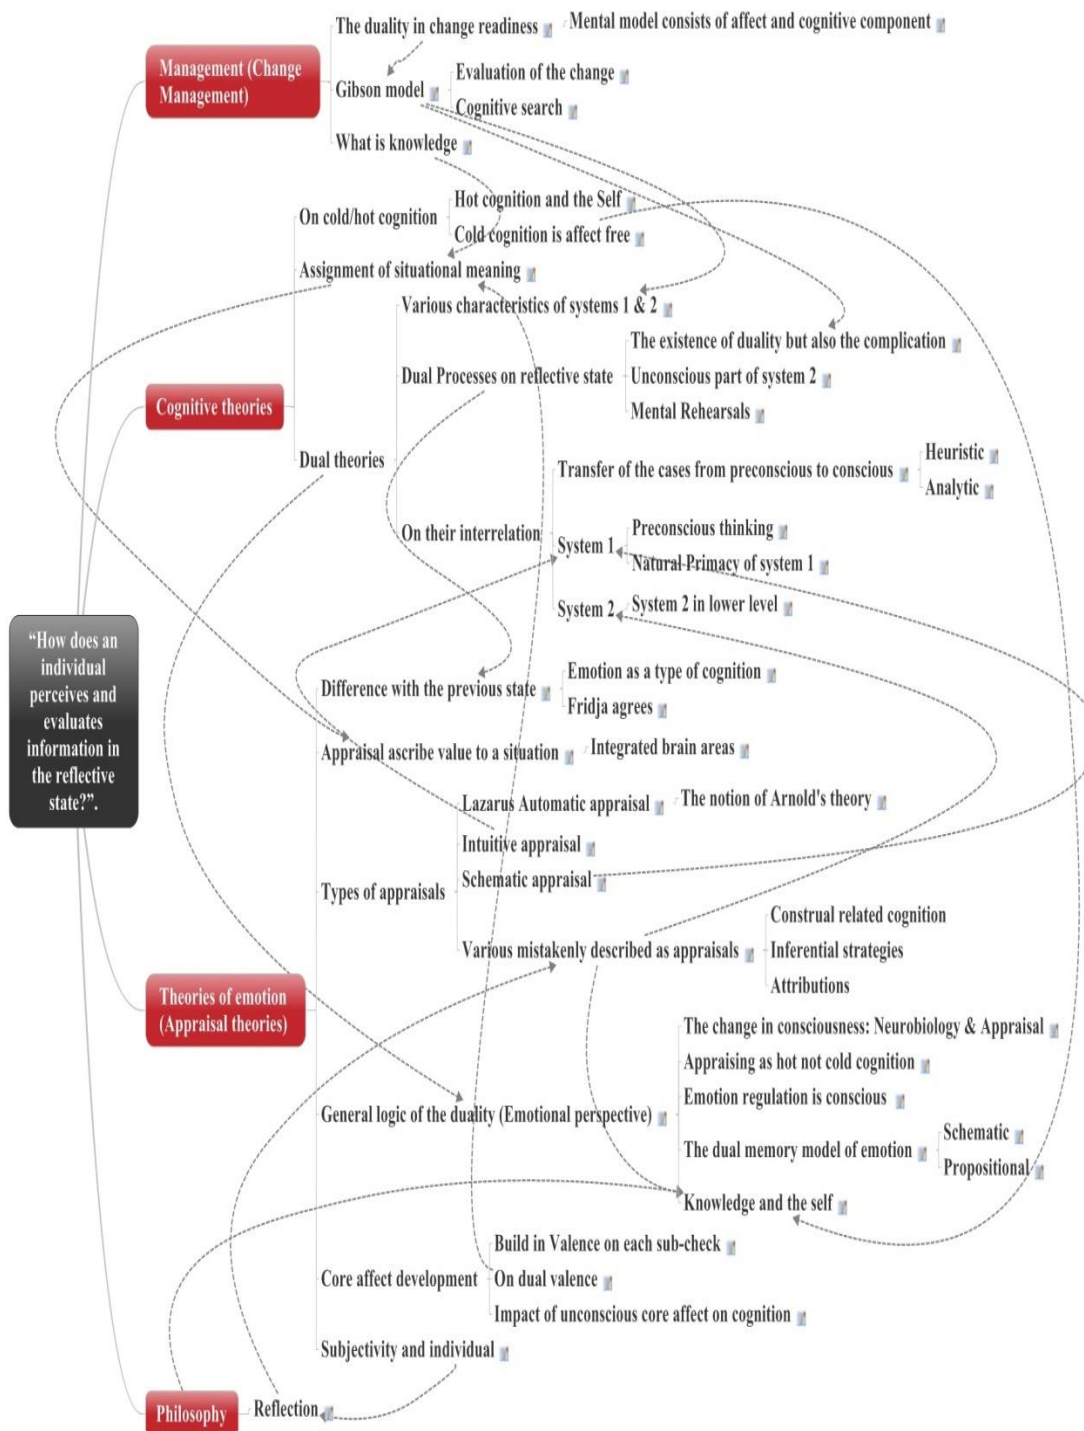 The duality in change readiness
Mental model consists of affect and cognitive component
Management (Change
Management)
Gibson model
Evaluation of the change
Cognitive search
What is knowledge
On cold/hot cognition
Hot cognition and the Self
Cold cognition is affect free
Assignment of situational meaning
Various characteristics of systems 1 & 2
Cognitive theories
Dual Processes on reflective state
The existence of duality but also the complication
Unconscious part of system 2
Mental Rehearsals
Dual theories
Transfer of the cases from preconscious to conscious
Heuristic
Analytic
On their interrelation
System 1
Preconscious thinking
Natural Primacy of system 1
System 2
System 2 in lower level
“How does an
individual
perceives and
evaluates
information in
the reflective
state?”.
Difference with the previous state
Emotion as a type of cognition
Fridja agrees
Appraisal ascribe value to a situation
Integrated brain areas
Types of appraisals
Lazarus Automatic appraisal
The notion of Arnold's theory
Intuitive appraisal
Schematic appraisal
Various mistakenly described as appraisals
Construal related cognition
Inferential strategies
Attributions
Theories of emotion
(Appraisal theories)
General logic of the duality (Emotional perspective)
The change in consciousness: Neurobiology & Appraisal
Appraising as hot not cold cognition
Emotion regulation is conscious
The dual memory model of emotion
Schematic
Propositional
Knowledge and the self
Core affect development
Build in Valence on each sub-check
On dual valence
Impact of unconscious core affect on cognition
Subjectivity and individual
Philosophy
Reflection